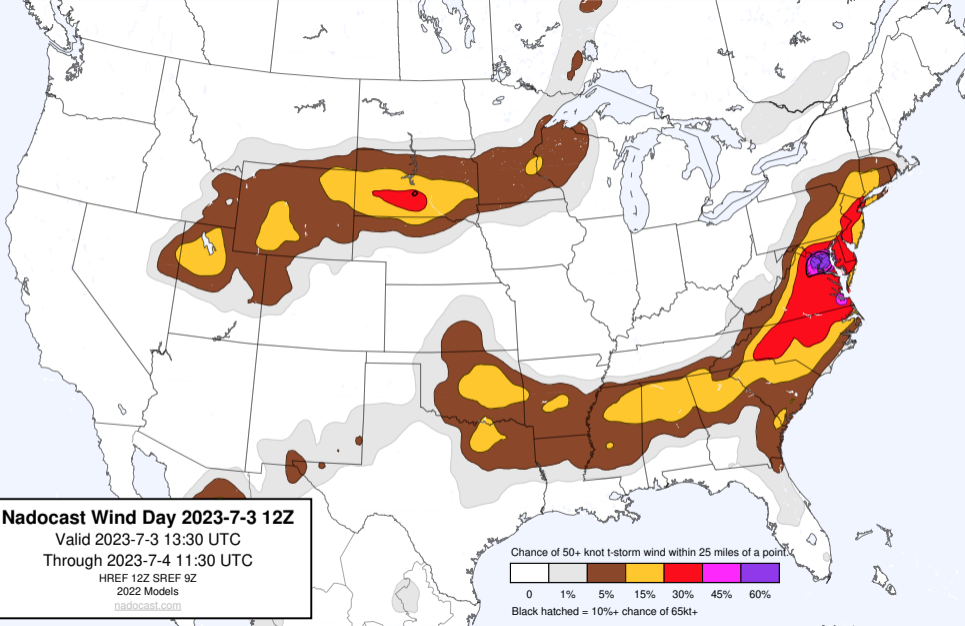 Nadocast Wind Day 2023-7-3 12Z
Valid 2023-7-3 13:30 UTC
Through 2023-7-4 11:30 UTC
HREF 12Z SREF 9Z
2022 Models
nadocast.com
Chance of 50+ knot t-storm wind within 25 miles of a point.
0 1% 5% 15% 30% 45% 60%
Black hatched = 10%+ chance of 65kt+